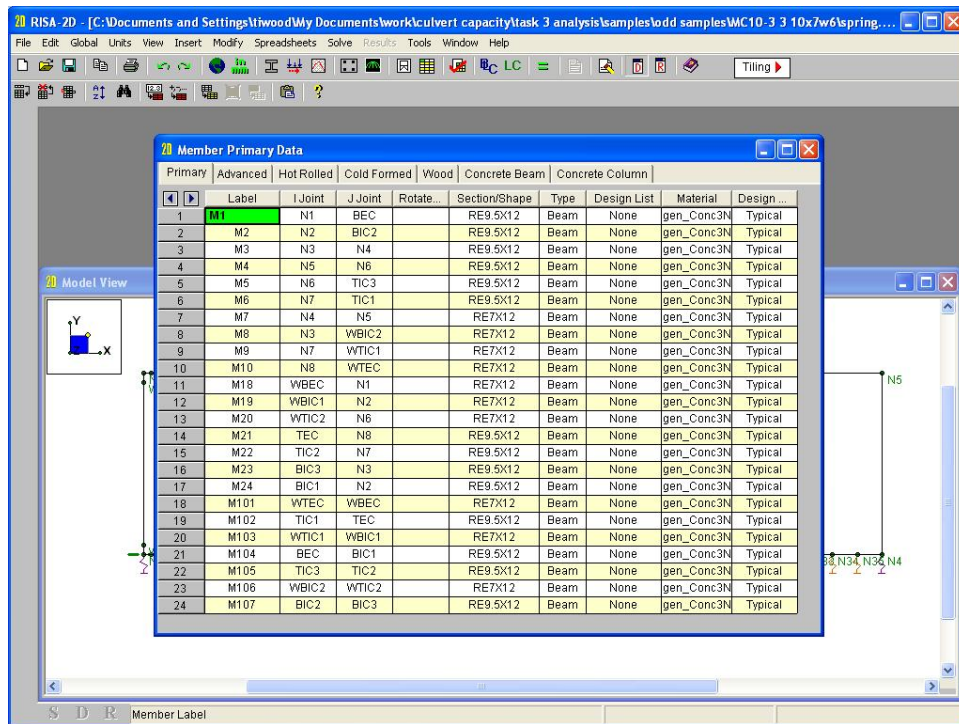 RISA-2D - [C:\Documents and Settings\tiwood\My Documents\work\culvert capacity\task 3 analysis\samples\odd samples\MC10-3 3 10x7w6\spring....
File Edit Global Units View Insert Modify Spreadsheets Solve Results Tools Window Help
LC Tiling
Member Primary Data
Primary Advanced Hot Rolled Cold Formed Wood Concrete Beam Concrete Column
Label I Joint J Joint Rotate... Section/Shape Type Design List Material Design ...
1 M1 N1 BEC RE9.5X12 Beam None gen_Conc3N Typical
2 M2 N2 BIC2 RE9.5X12 Beam None gen_Conc3N Typical
3 M3 N3 N4 RE9.5X12 Beam None gen_Conc3N Typical
4 M4 N5 N6 RE9.5X12 Beam None gen_Conc3N Typical
5 M5 N6 TIC3 RE9.5X12 Beam None gen_Conc3N Typical
6 M6 N7 TIC1 RE9.5X12 Beam None gen_Conc3N Typical
7 M7 N4 N5 RE7X12 Beam None gen_Conc3N Typical
8 M8 N3 WBIC2 RE7X12 Beam None gen_Conc3N Typical
9 M9 N7 WTIC1 RE7X12 Beam None gen_Conc3N Typical
10 M10 N8 WTEC RE7X12 Beam None gen_Conc3N Typical
11 M18 WBEC N1 RE7X12 Beam None gen_Conc3N Typical
12 M19 WBIC1 N2 RE7X12 Beam None gen_Conc3N Typical
13 M20 WTIC2 N6 RE7X12 Beam None gen_Conc3N Typical
14 M21 TEC N8 RE9.5X12 Beam None gen_Conc3N Typical
15 M22 TIC2 N7 RE9.5X12 Beam None gen_Conc3N Typical
16 M23 BIC3 N3 RE9.5X12 Beam None gen_Conc3N Typical
17 M24 BIC1 N2 RE9.5X12 Beam None gen_Conc3N Typical
18 M101 WTEC WBEC RE7X12 Beam None gen_Conc3N Typical
19 M102 TIC1 TEC RE9.5X12 Beam None gen_Conc3N Typical
20 M103 WTIC1 WBIC1 RE7X12 Beam None gen_Conc3N Typical
21 M104 BEC BIC1 RE9.5X12 Beam None gen_Conc3N Typical
22 M105 TIC3 TIC2 RE9.5X12 Beam None gen_Conc3N Typical
23 M106 WBIC2 WTIC2 RE7X12 Beam None gen_Conc3N Typical
24 M107 BIC2 BIC3 RE9.5X12 Beam None gen_Conc3N Typical
Model View
Y
X
N5
N34 N35 N4
S D R Member Label